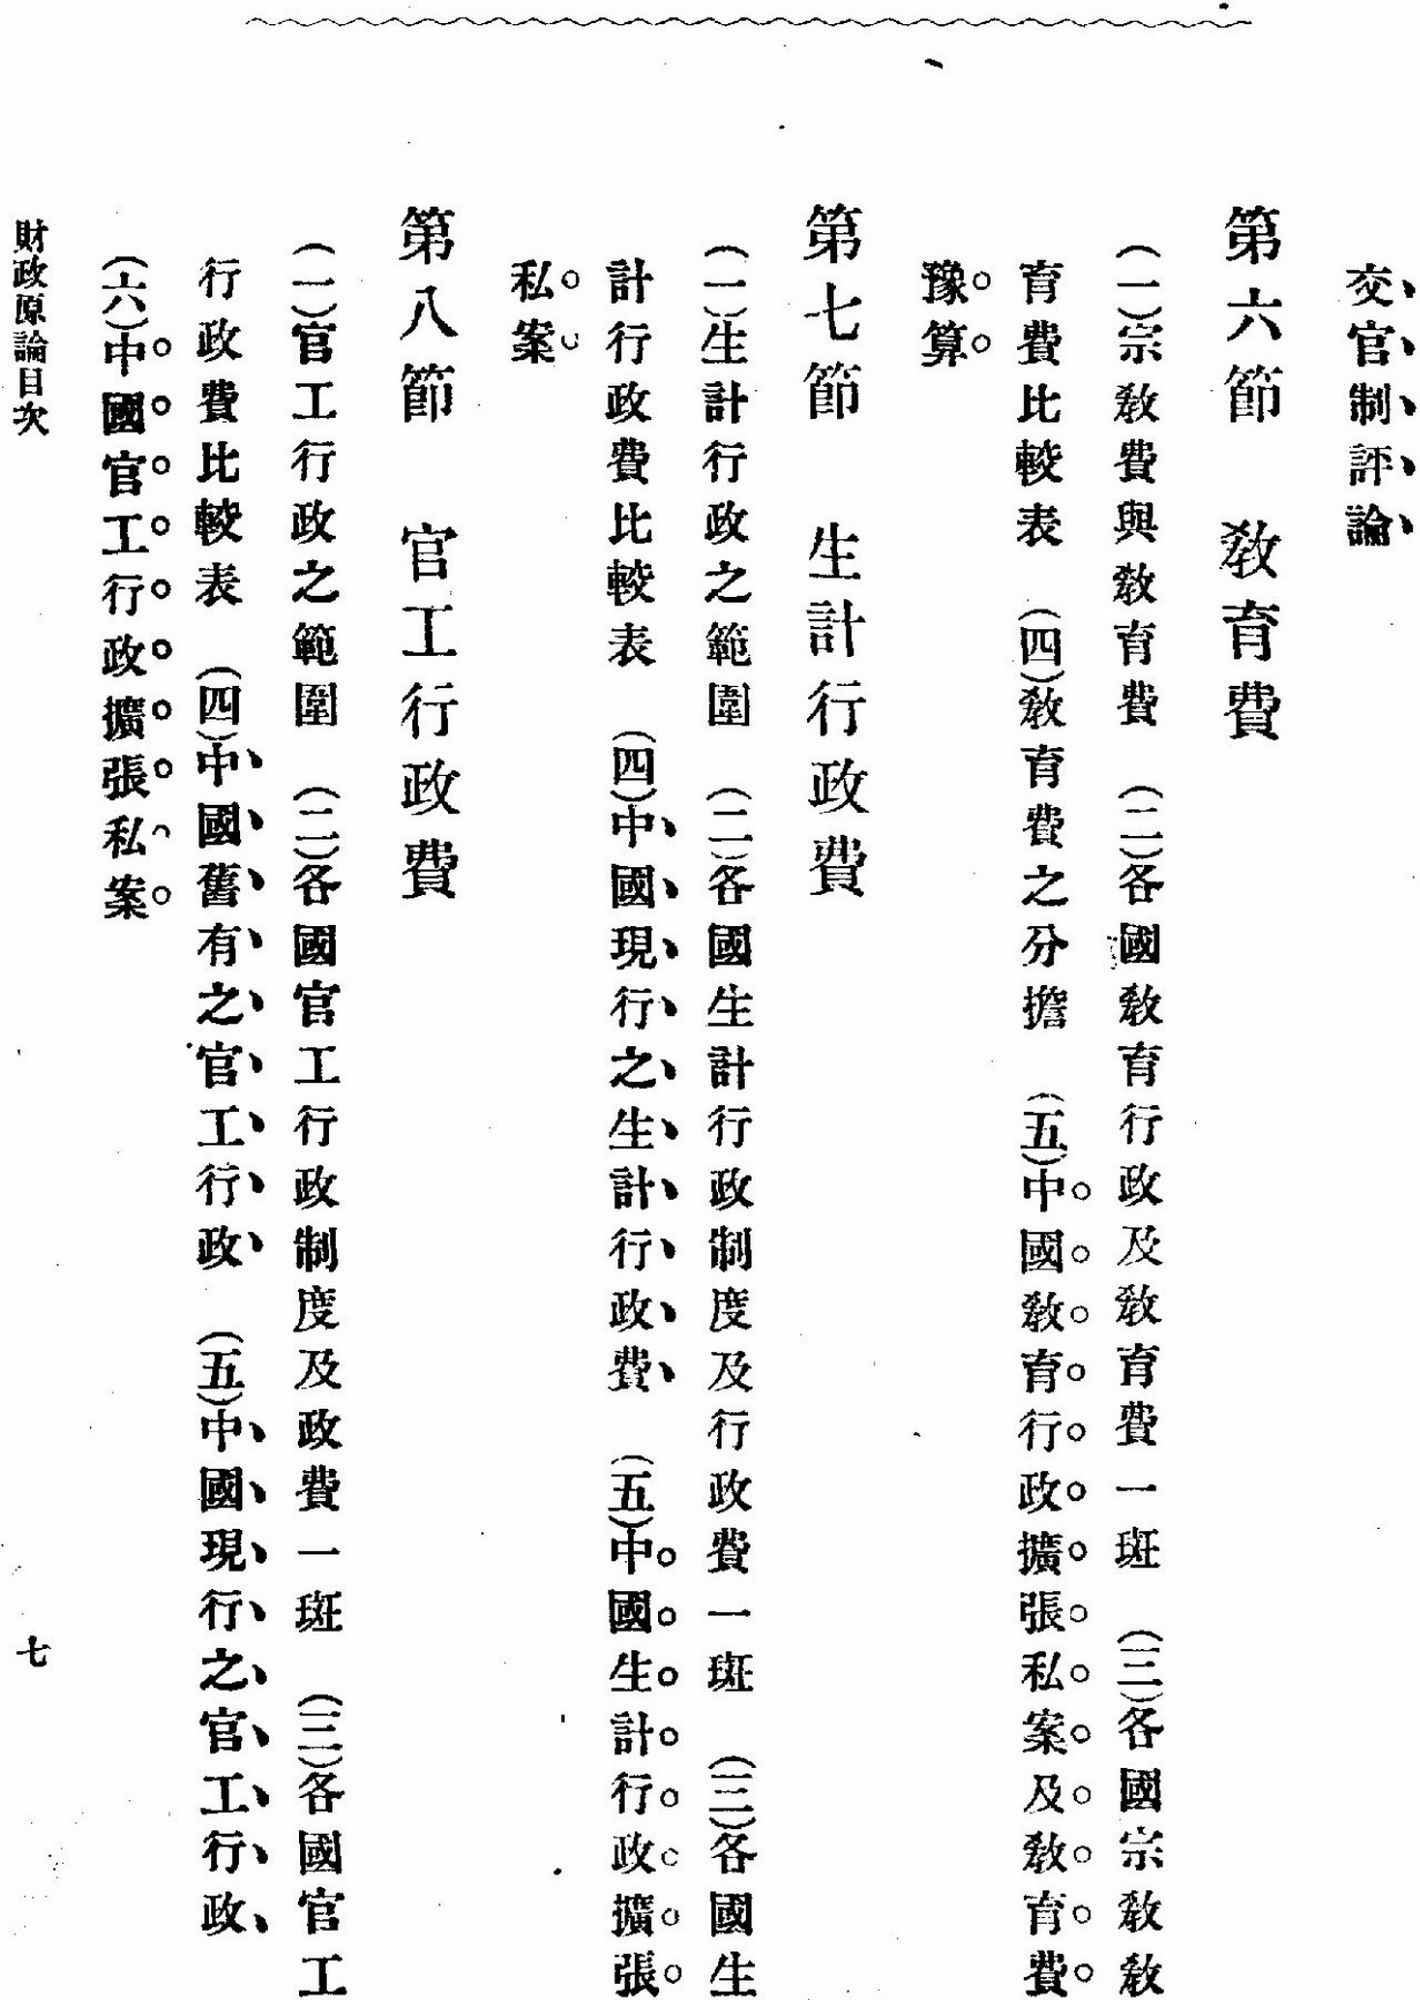 交官制評論
第六節　敎育費
(一)宗敎費與敎育費　(二)各國敎育行政及敎育費一斑　(三)各國宗敎敎
育費比較表　(四)敎育費之分擔　(五)中國敎育行政擴張私案及敎育費
豫算
第七節　生計行政費
(一)生計行政之範圍　(二)各國生計行政制度及行政費一斑　(三)各國生
計行政費比較表　(四)中國現行之生計行政費　(五)中國生計行政擴張
私案
第八節　官工行政費
(一)官工行政之範圍　(二)各國官工行政制度及政費一斑　(三)各國官工
行政費比較表　(四)中國舊有之官工行政　(五)中國現行之官工行政
(六)中國官工行政擴張私案
財政原論目次　七